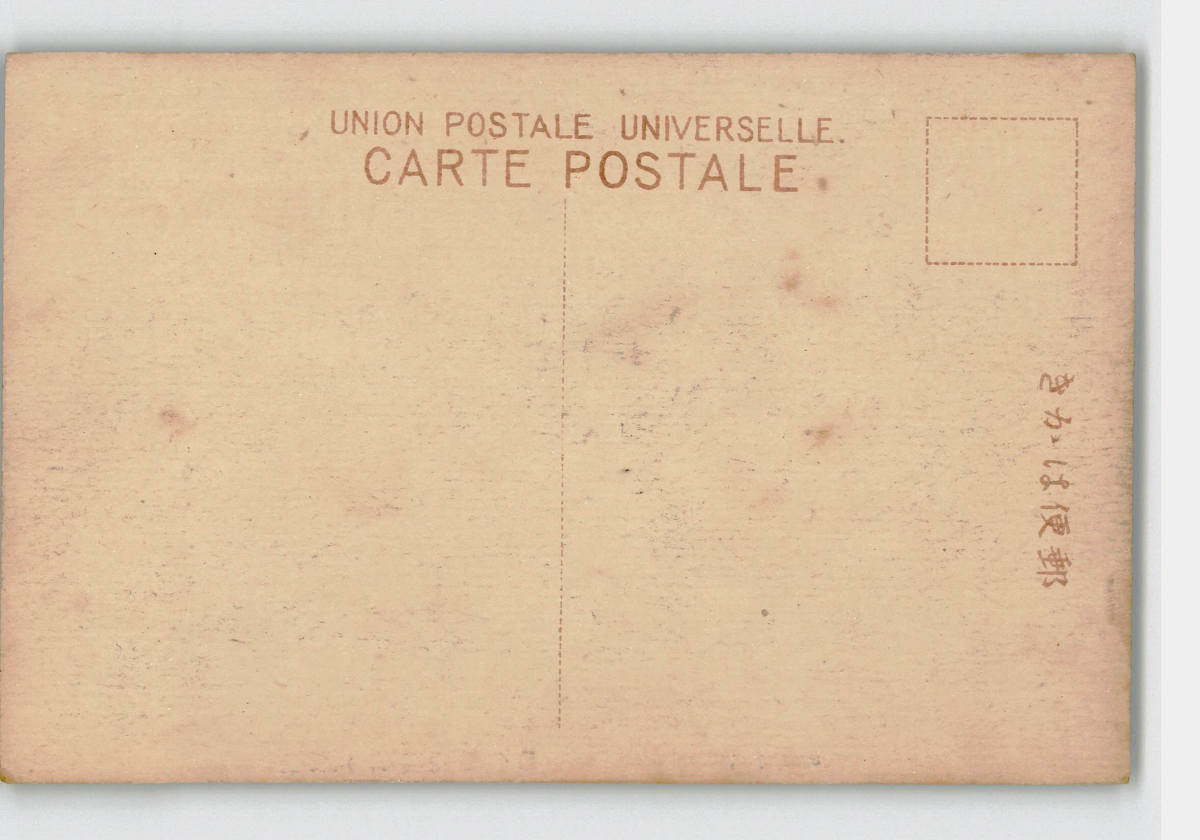 UNION POSTALE UNIVERSELLE.
CARTE POSTALE.
郵便はかき